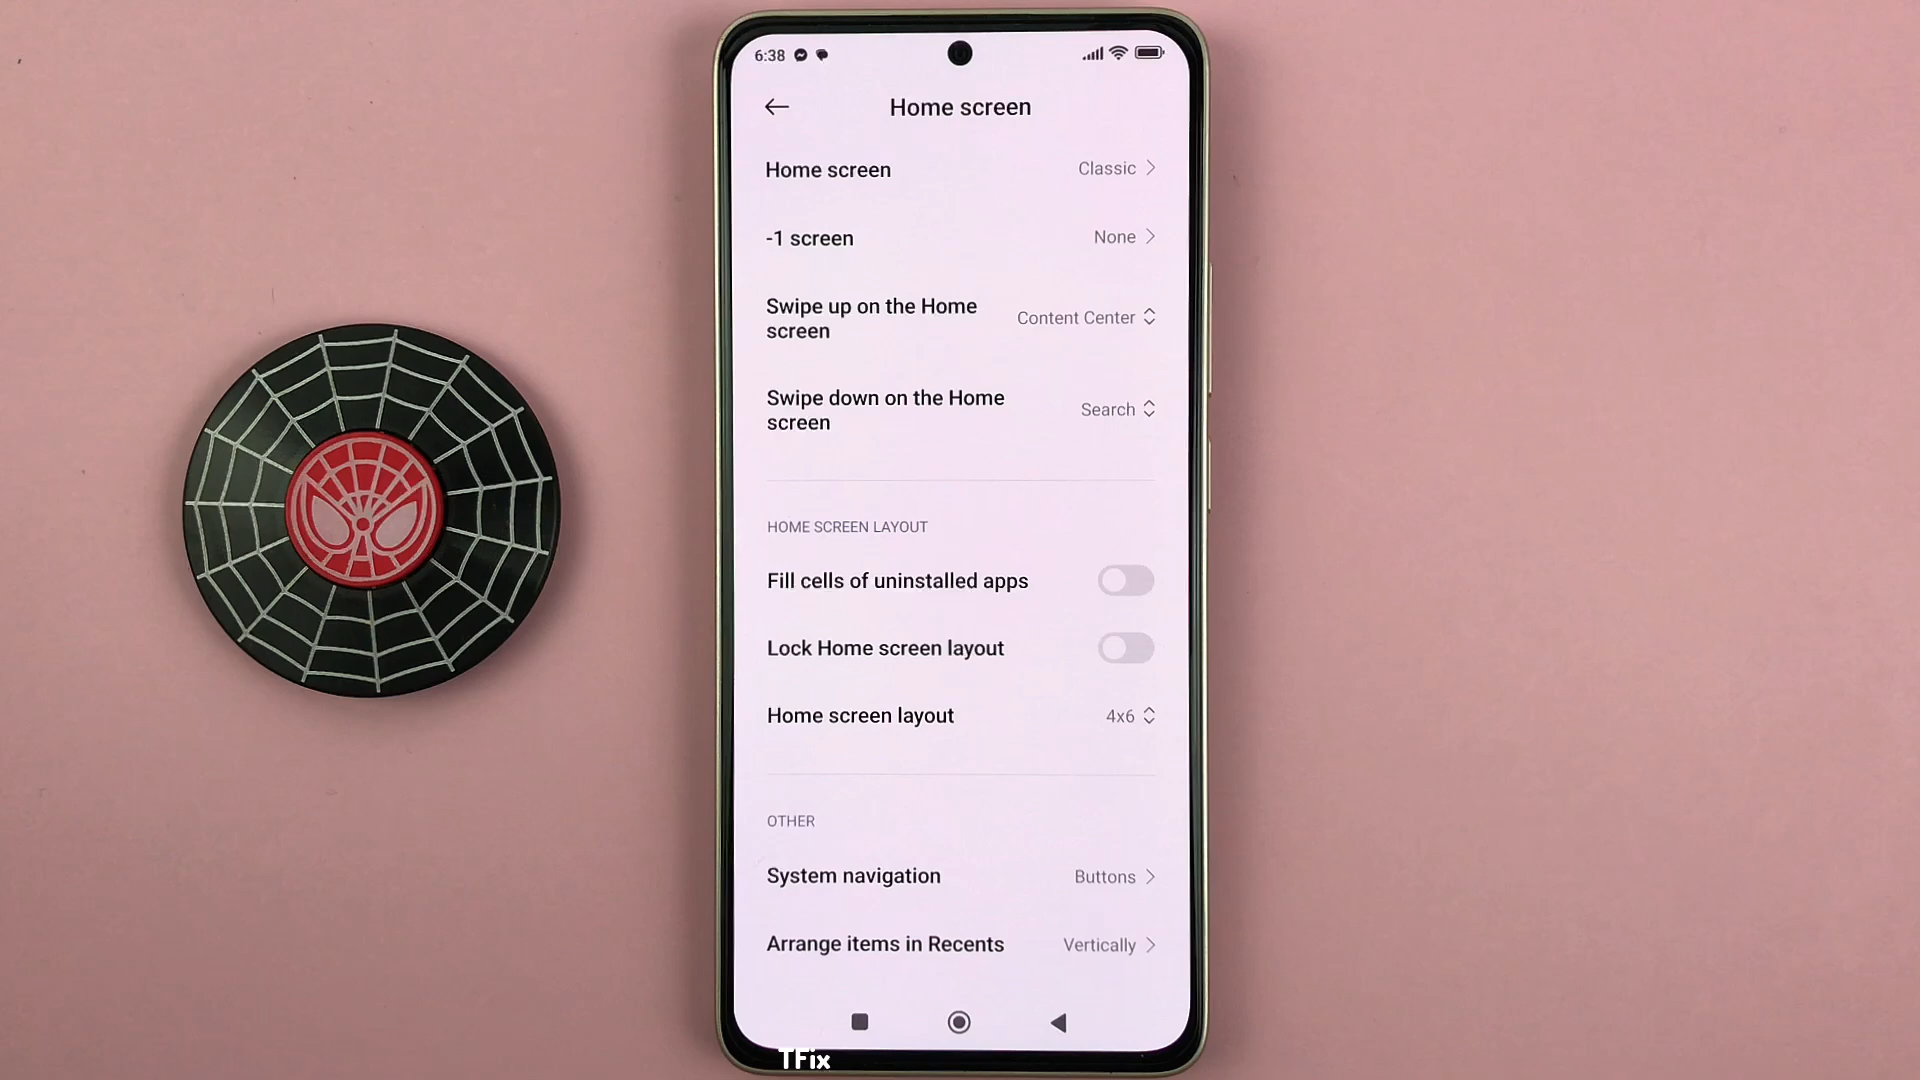 6:38
Home screen
Home screen
Classic
-1 screen
None
Swipe up on the Home
screen
Content Center
Swipe down on the Home
screen
Search
HOME SCREEN LAYOUT
Fill cells of uninstalled apps
Lock Home screen layout
Home screen layout
4x6
OTHER
System navigation
Buttons
Arrange items in Recents
Vertically
TFix